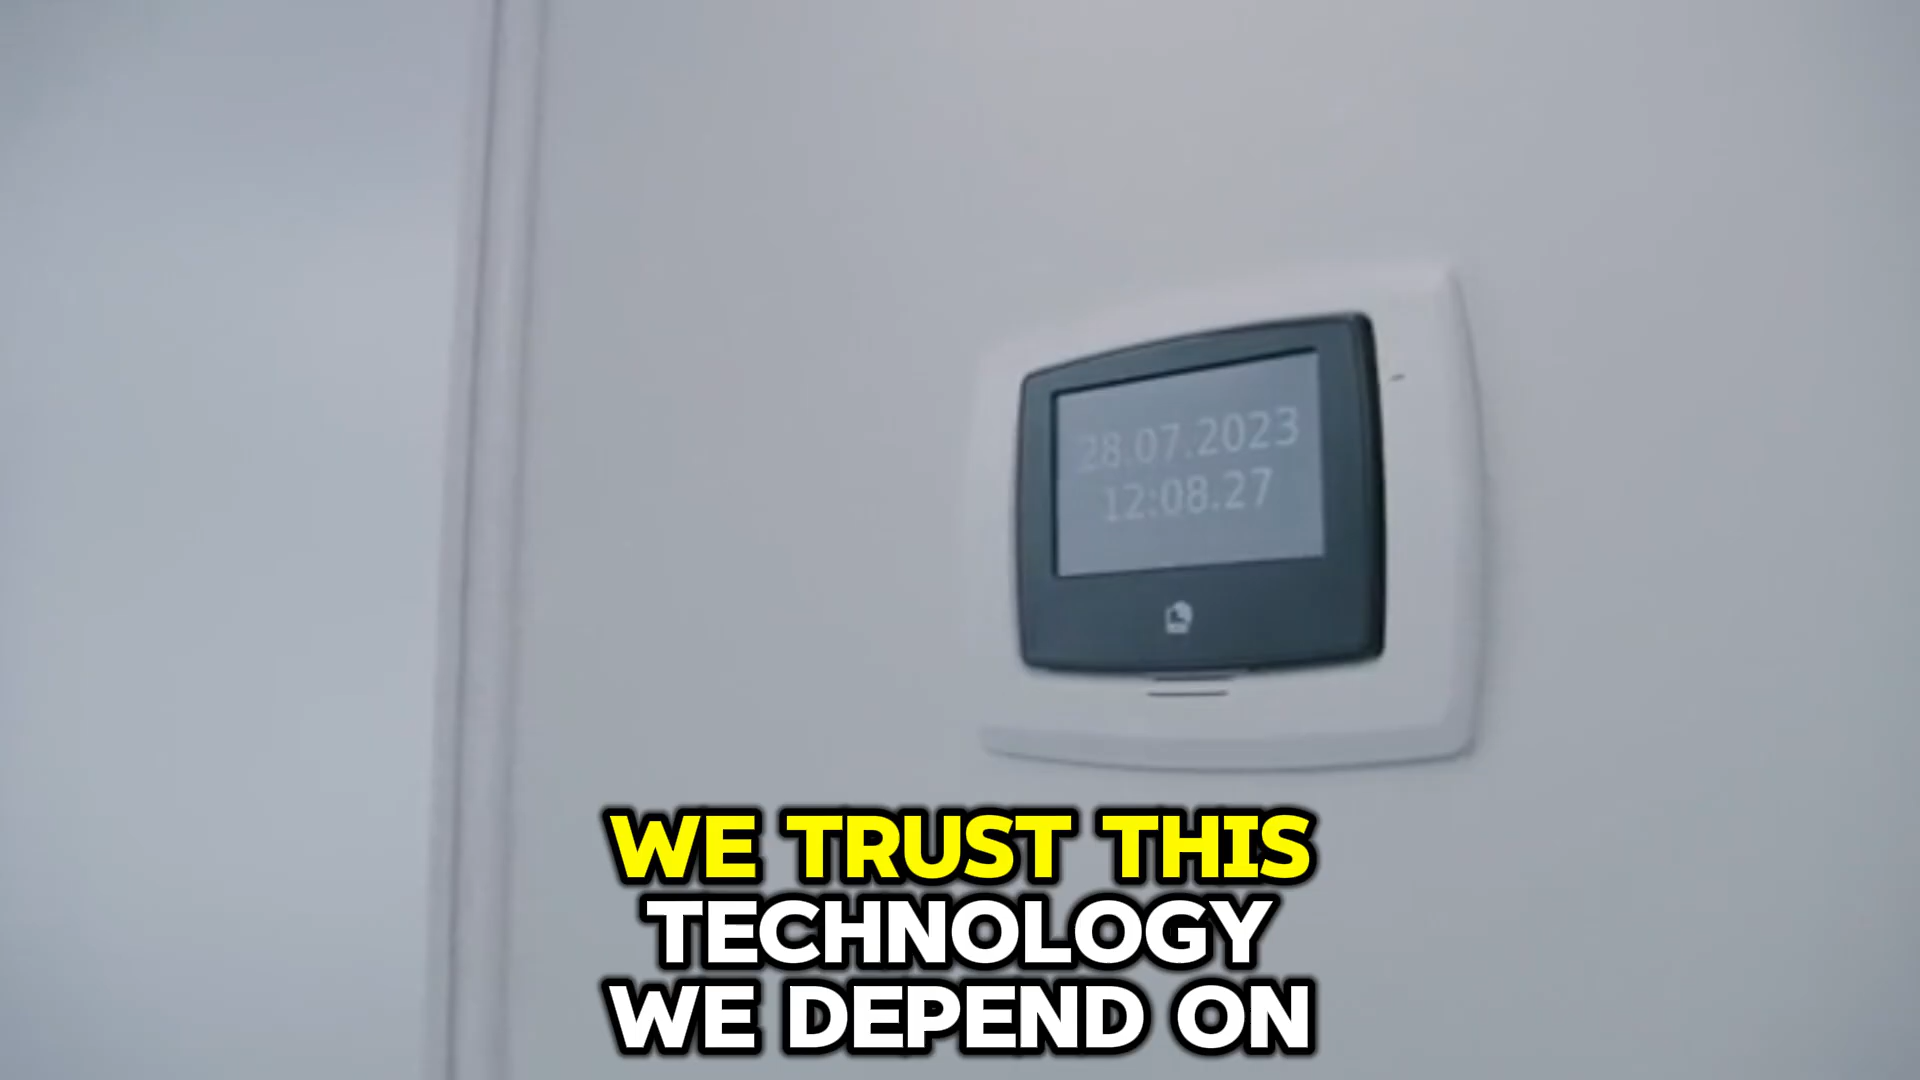 28.07.2023
12:08.27
WE TRUST THIS
TECHNOLOGY
WE DEPEND ON